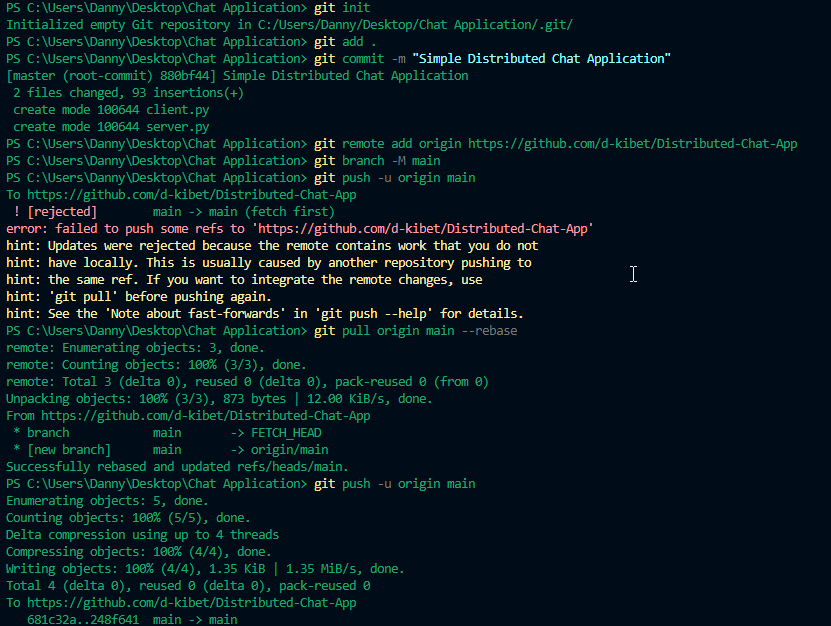 PS C:\Users\Danny\Desktop\Chat Application> git init
Initialized empty Git repository in C:/Users/Danny/Desktop/Chat Application/.git/
PS C:\Users\Danny\Desktop\Chat Application> git add .
PS C:\Users\Danny\Desktop\Chat Application> git commit -m "Simple Distributed Chat Application"
[master (root-commit) 880bf44] Simple Distributed Chat Application
 2 files changed, 93 insertions(+)
 create mode 100644 client.py
 create mode 100644 server.py
PS C:\Users\Danny\Desktop\Chat Application> git remote add origin https://github.com/d-kibet/Distributed-Chat-App
PS C:\Users\Danny\Desktop\Chat Application> git branch -M main
PS C:\Users\Danny\Desktop\Chat Application> git push -u origin main
To https://github.com/d-kibet/Distributed-Chat-App
 ! [rejected]        main -> main (fetch first)
error: failed to push some refs to 'https://github.com/d-kibet/Distributed-Chat-App'
hint: Updates were rejected because the remote contains work that you do not
hint: have locally. This is usually caused by another repository pushing to
hint: the same ref. If you want to integrate the remote changes, use
hint: 'git pull' before pushing again.
hint: See the 'Note about fast-forwards' in 'git push --help' for details.
PS C:\Users\Danny\Desktop\Chat Application> git pull origin main --rebase
remote: Enumerating objects: 3, done.
remote: Counting objects: 100% (3/3), done.
remote: Total 3 (delta 0), reused 0 (delta 0), pack-reused 0 (from 0)
Unpacking objects: 100% (3/3), 873 bytes | 12.00 KiB/s, done.
From https://github.com/d-kibet/Distributed-Chat-App
 * branch            main       -> FETCH_HEAD
 * [new branch]      main       -> origin/main
Successfully rebased and updated refs/heads/main.
PS C:\Users\Danny\Desktop\Chat Application> git push -u origin main
Enumerating objects: 5, done.
Counting objects: 100% (5/5), done.
Delta compression using up to 4 threads
Compressing objects: 100% (4/4), done.
Writing objects: 100% (4/4), 1.35 KiB | 1.35 MiB/s, done.
Total 4 (delta 0), reused 0 (delta 0), pack-reused 0
To https://github.com/d-kibet/Distributed-Chat-App
   681c32a..248f641  main -> main